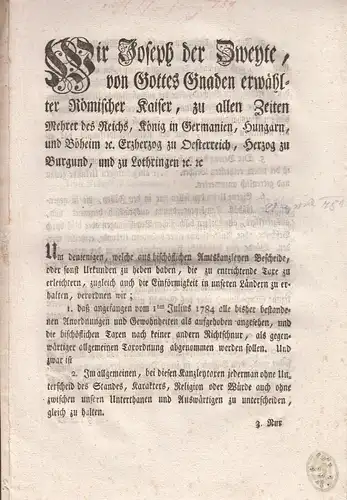 Wir Joseph der Zweyte,
von Gottes Gnaden erwähl-
ter Römischer Kaiser, zu allen Zeiten
Mehrer des Reichs, König in Germanien, Hungarn,
und Böheim ꝛc. Erzherzog zu Oesterreich, Herzog zu
Burgund, und zu Lothringen ꝛc. ꝛc
Um denenjenigen, welche aus bischöflichen Amtskanzleyen Bescheide,
oder sonst Urkunden zu heben haben, die zu entrichtende Taxe zu
erleichtern, zugleich auch die Einförmigkeit in unseren Ländern zu er-
halten, verordnen wir;
1. daß angefangen vom 1ten Julius 1784 alle bisher bestande-
nen Anordnungen und Gewohnheiten als aufgehoben angesehen, und
die bischöflichen Taxen nach keiner andern Richtschnur, als gegen-
wärtiger allgemeinen Taxordnung abgenommen werden sollen. Und
zwar ist
2. Im allgemeinen, bei diesen Kanzleytaxen jederman ohne Un-
terscheid des Standes, Karakters, Religion oder Würde auch ohne
zwischen unsern Unterthanen und Auswärtigen zu unterscheiden,
gleich zu halten.
3. Nur